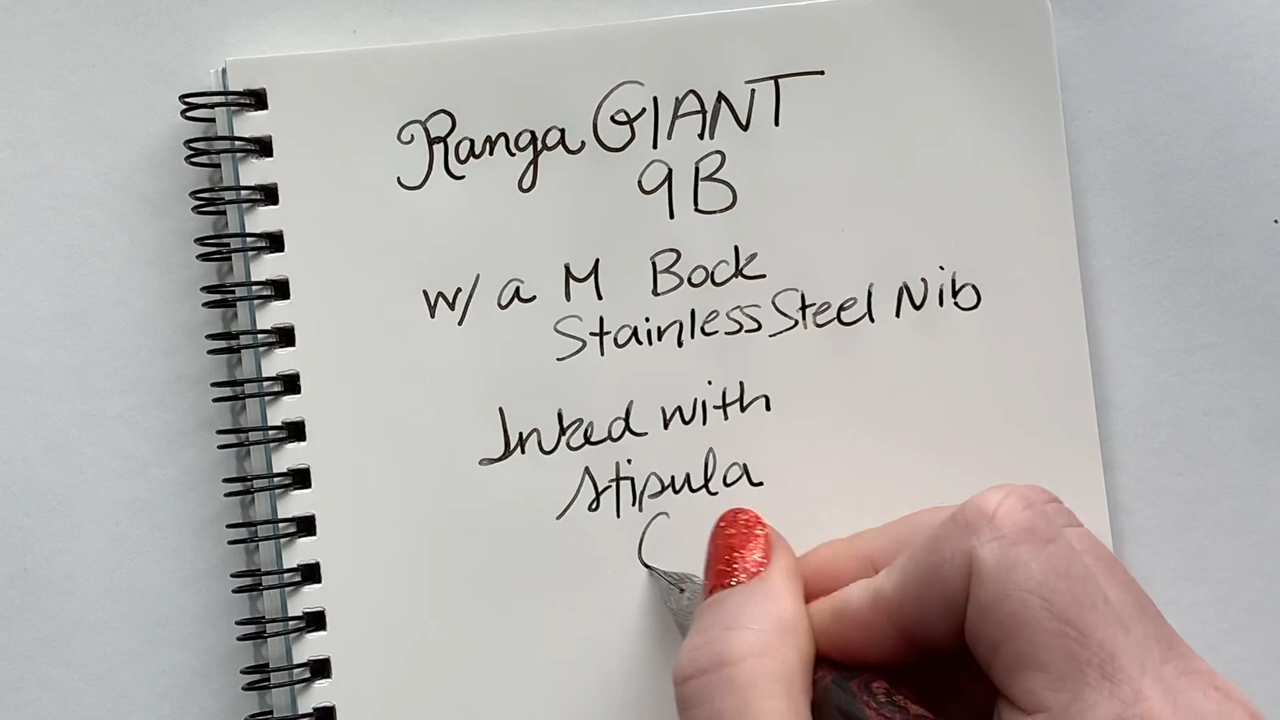 Ranga GIANT
9B
w/ a M Bock
Stainless Steel Nib
Inked with
Stipula
C